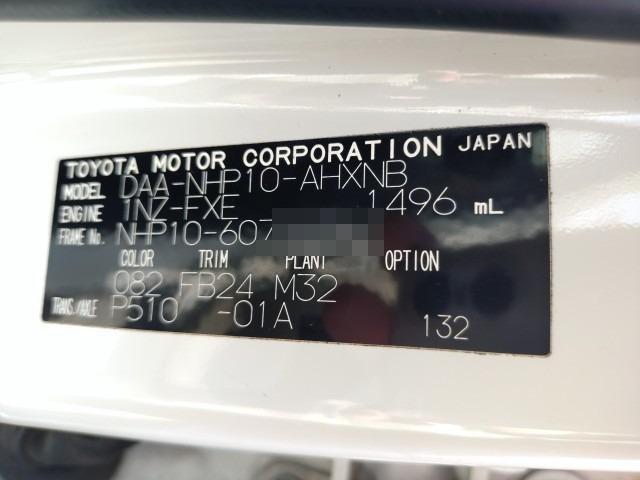 TOYOTA MOTOR CORPORATION JAPAN
MODEL DAA-NHP10-AHXNB
ENGINE 1NZ-FXE 1496 mL
FRAME No. NHP10-607
COLOR TRIM PLANT OPTION
082 FB24 M32
TRANS./AXLE P510 -01A 132